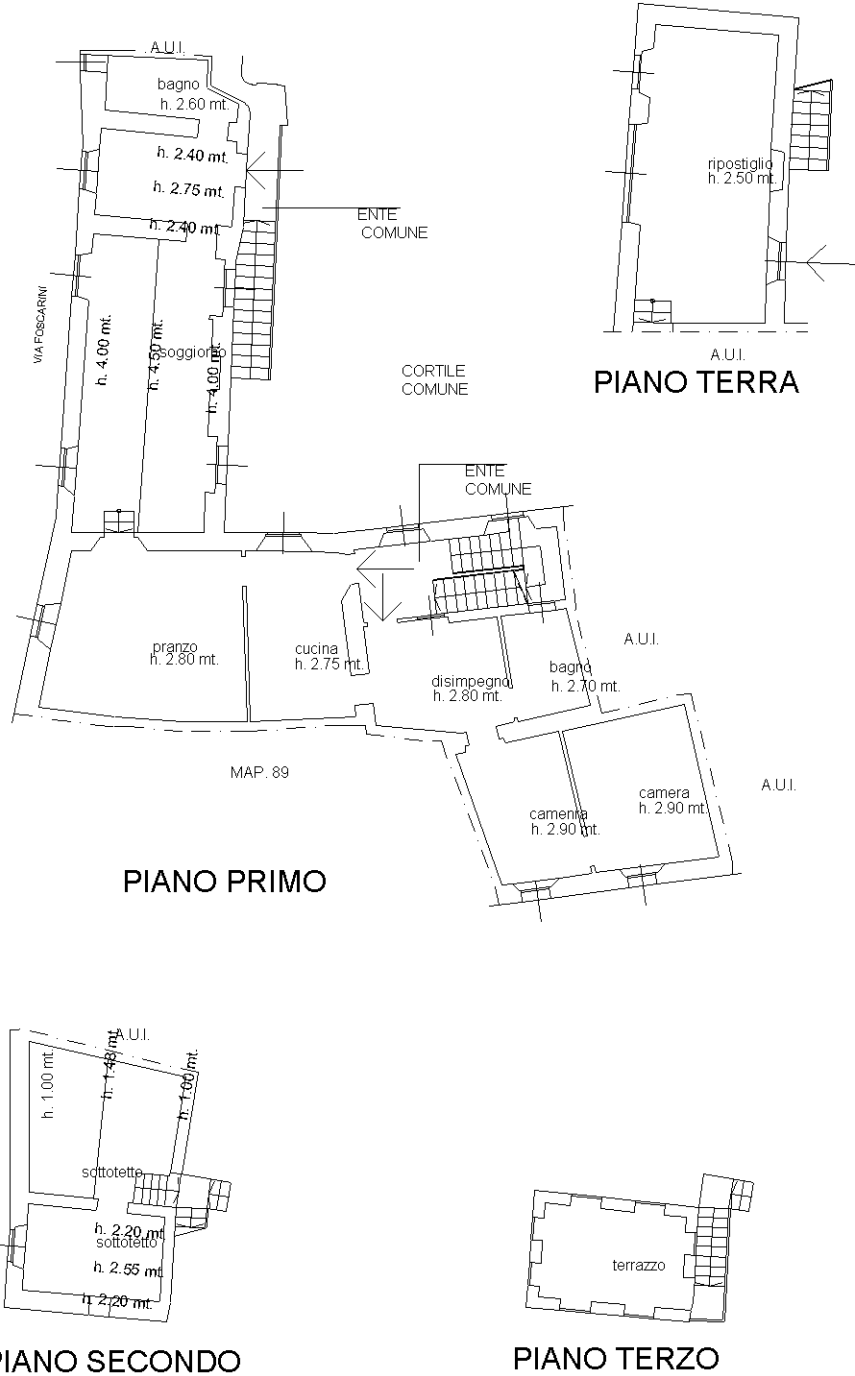 A.U.I.
bagno
h. 2.60 mt.
h. 2.40 mt.
h. 2.75 mt.
h. 2.40 mt.
ENTE
COMUNE
VIA FOSCARINI
h. 4.00 mt.
h. 4.50 mt.
soggiorno
h. 4.00 mt.
CORTILE
COMUNE
ripostiglio
h. 2.50 mt.
A.U.I.
PIANO TERRA
ENTE
COMUNE
pranzo
h. 2.80 mt.
cucina
h. 2.75 mt.
disimpegno
h. 2.80 mt.
bagno
h. 2.70 mt.
A.U.I.
MAP. 89
camenra
h. 2.90 mt.
camera
h. 2.90 mt.
A.U.I.
PIANO PRIMO
A.U.I.
h. 1.00 mt.
h. 1.48 mt.
h. 1.00 mt.
sottotetto
h. 2.20 mt.
sottotetto
h. 2.55 mt.
h. 2.20 mt.
PIANO SECONDO
terrazzo
PIANO TERZO